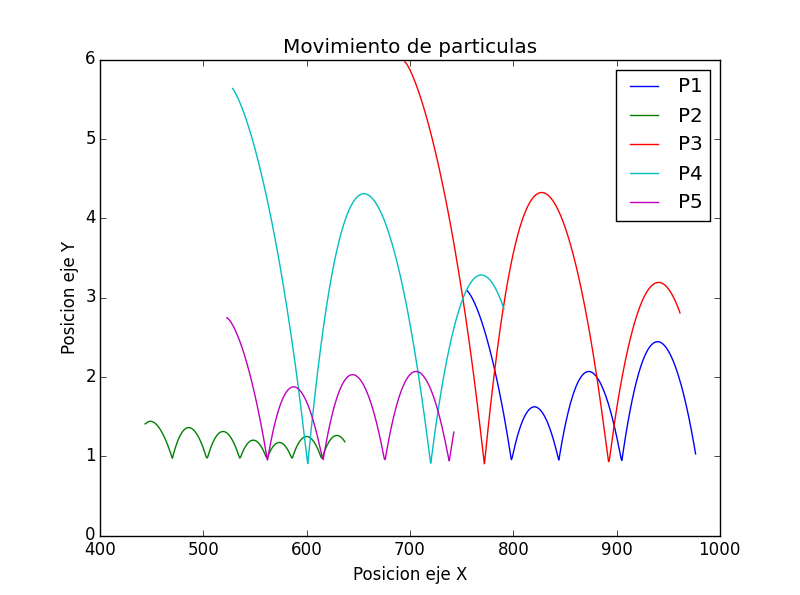 Movimiento de particulas
P1
P2
P3
P4
P5
6
5
4
3
2
1
0
Posicion eje Y
400 500 600 700 800 900 1000
Posicion eje X